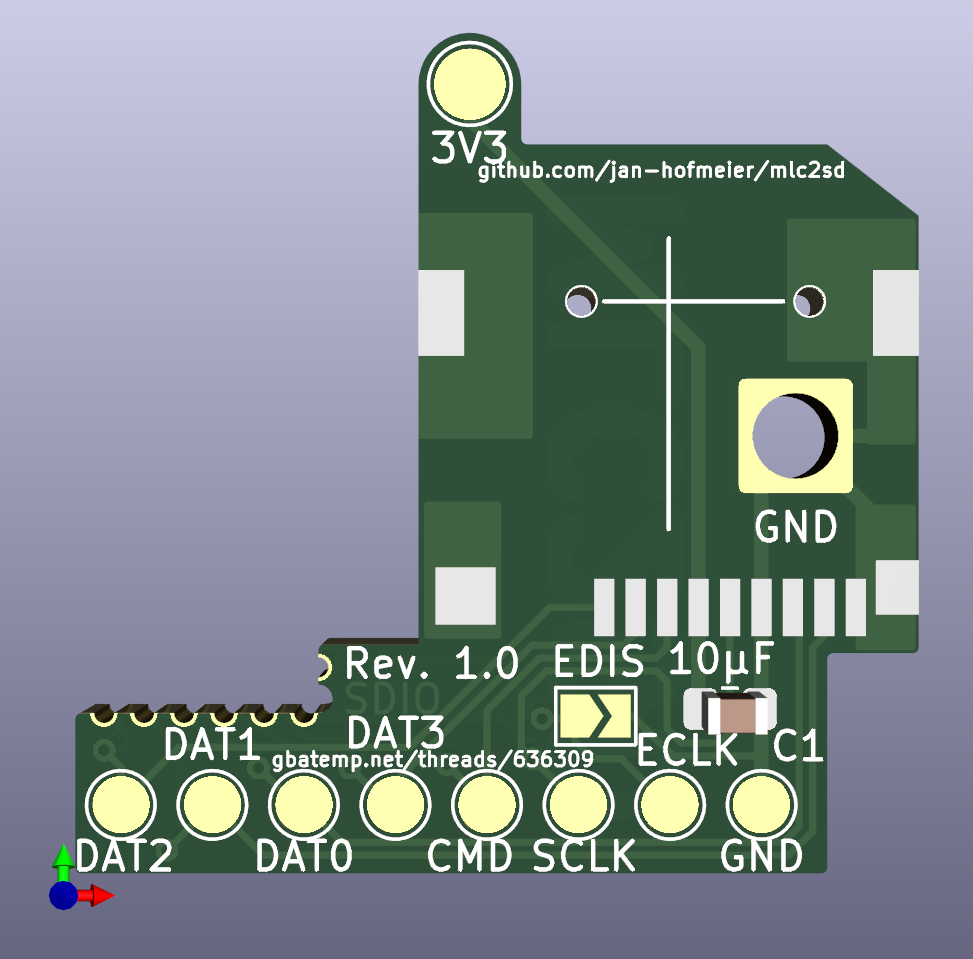 3V3
github.com/jan-hofmeier/mlc2sd
GND
Rev. 1.0
EDIS
10µF
SDIO
DAT1
DAT3
ECLK
C1
gbatemp.net/threads/636309
DAT2
DAT0
CMD
SCLK
GND